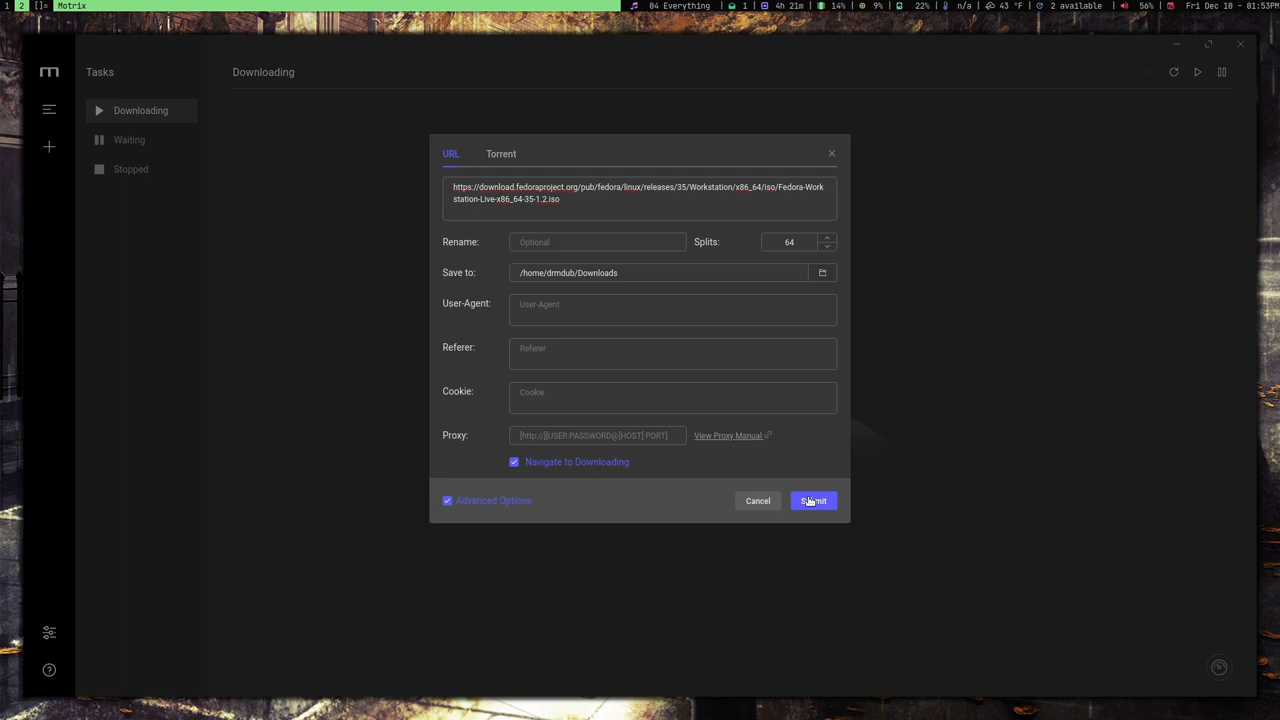 1 2 []= Motrix 04 Everything 1 4h 21m 14% 9% 22% n/a 43 °F 2 available 56% Fri Dec 10 - 01:53PM
Tasks
Downloading
Downloading
Waiting
Stopped
URL Torrent
https://download.fedoraproject.org/pub/fedora/linux/releases/35/Workstation/x86_64/iso/Fedora-Work
station-Live-x86_64-35-1.2.iso
Rename: Optional Splits: 64
Save to: /home/drmdub/Downloads
User-Agent: User-Agent
Referer: Referer
Cookie: Cookie
Proxy: [http://][USER:PASSWORD@]HOST[:PORT] View Proxy Manual
Navigate to Downloading
Advanced Options Cancel Submit